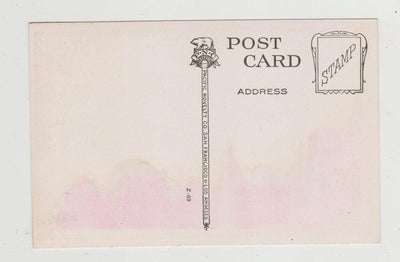 POST
CARD
STAMP
ADDRESS
PACIFIC NOVELTY CO. SAN FRANCISCO & LOS ANGELES
Z-69